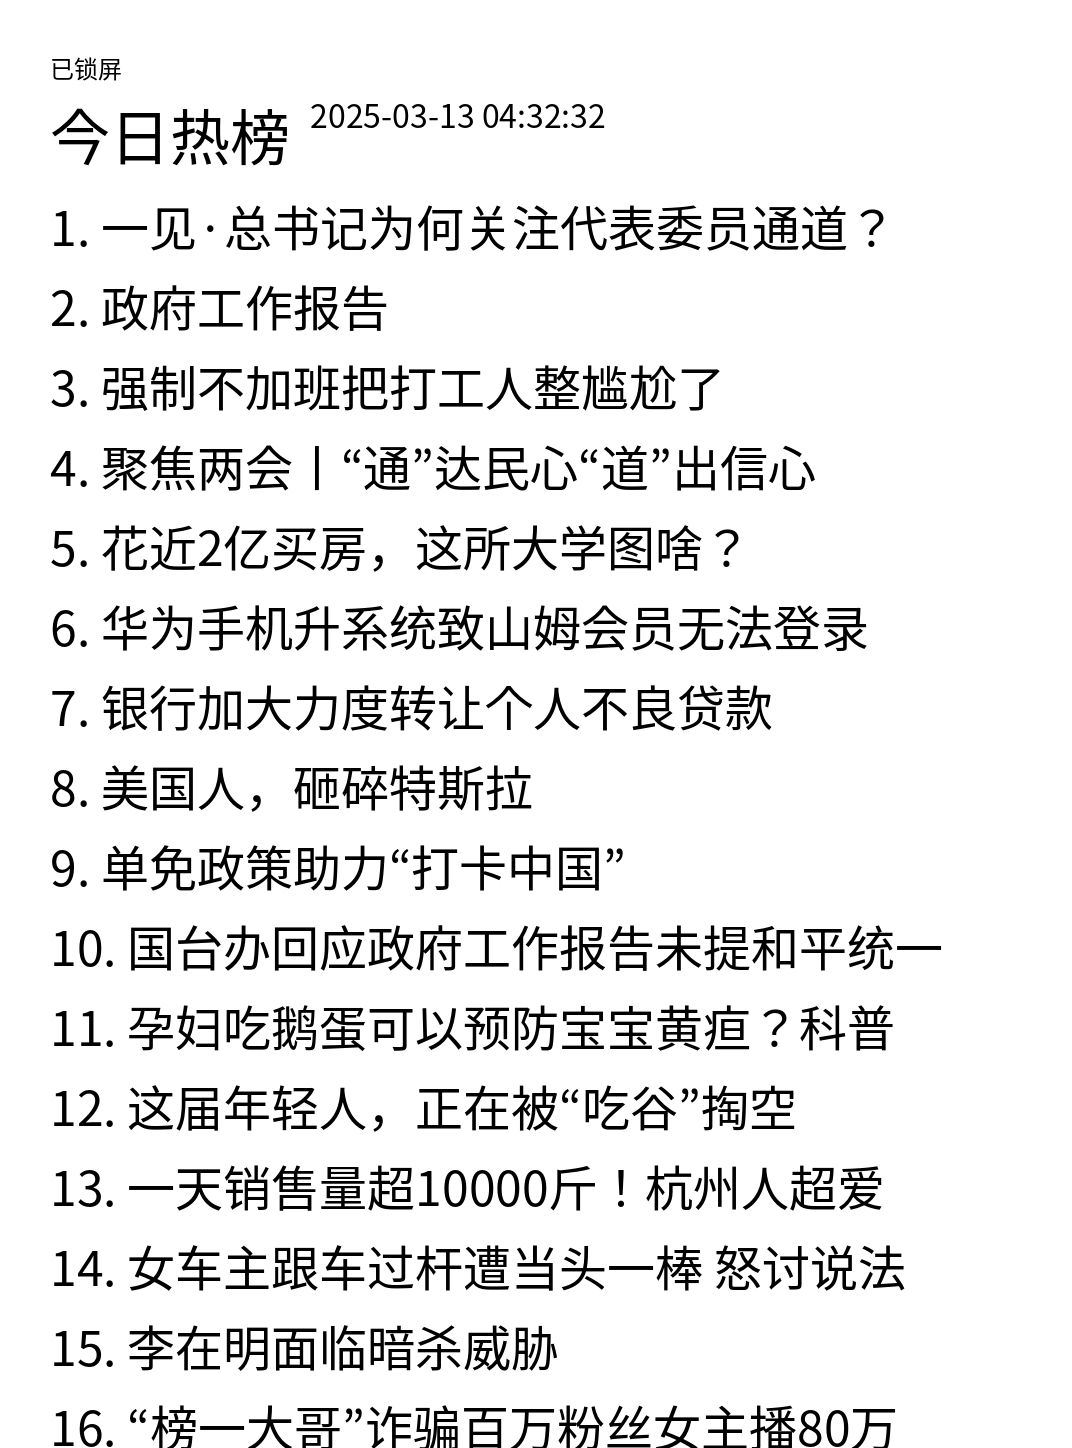 已锁屏
今日热榜 2025-03-13 04:32:32
1. 一见·总书记为何关注代表委员通道？
2. 政府工作报告
3. 强制不加班把打工人整尴尬了
4. 聚焦两会丨“通”达民心“道”出信心
5. 花近2亿买房，这所大学图啥？
6. 华为手机升系统致山姆会员无法登录
7. 银行加大力度转让个人不良贷款
8. 美国人，砸碎特斯拉
9. 单免政策助力“打卡中国”
10. 国台办回应政府工作报告未提和平统一
11. 孕妇吃鹅蛋可以预防宝宝黄疸？科普
12. 这届年轻人，正在被“吃谷”掏空
13. 一天销售量超10000斤！杭州人超爱
14. 女车主跟车过杆遭当头一棒 怒讨说法
15. 李在明面临暗杀威胁
16. “榜一大哥”诈骗百万粉丝女主播80万